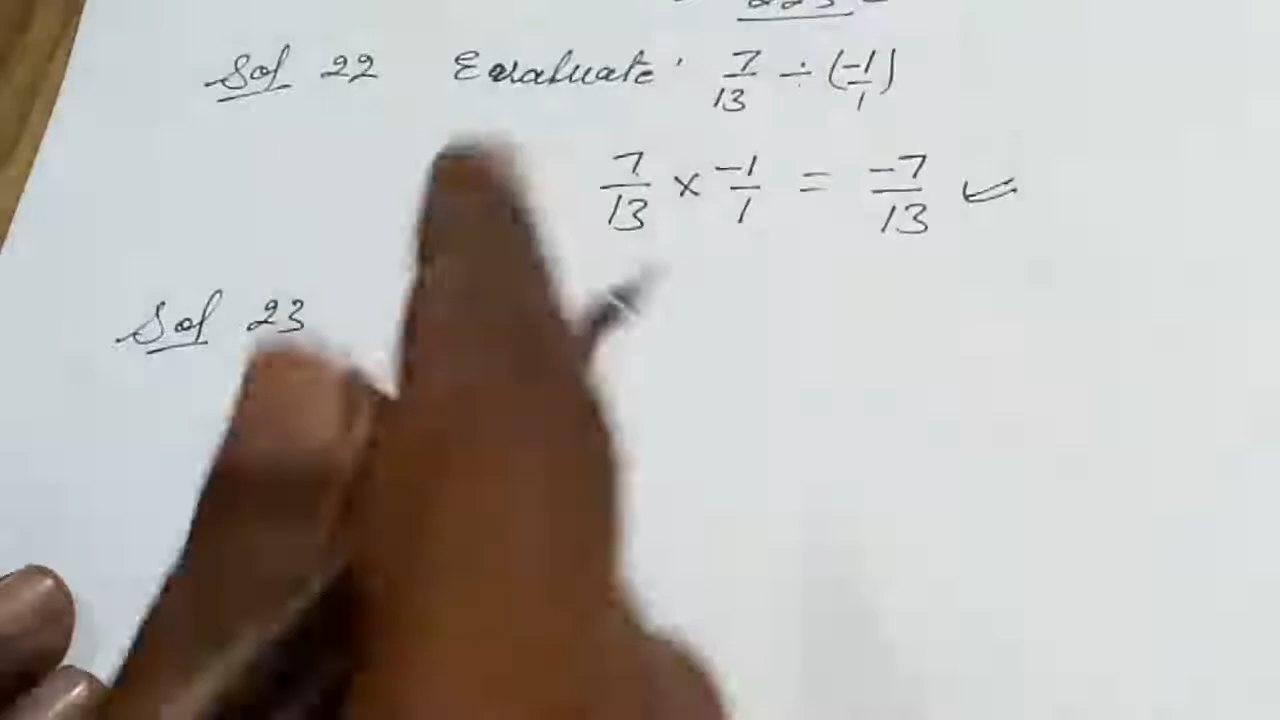 Sol 22 Evaluate: 7/13 ÷ (-1/1)
7/13 × -1/1 = -7/13
Sol 23